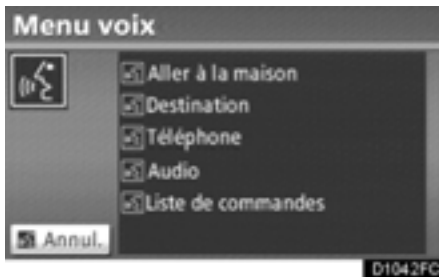 Menu voix
Aller à la maison
Destination
Téléphone
Audio
Liste de commandes
Annul.
D1042FC